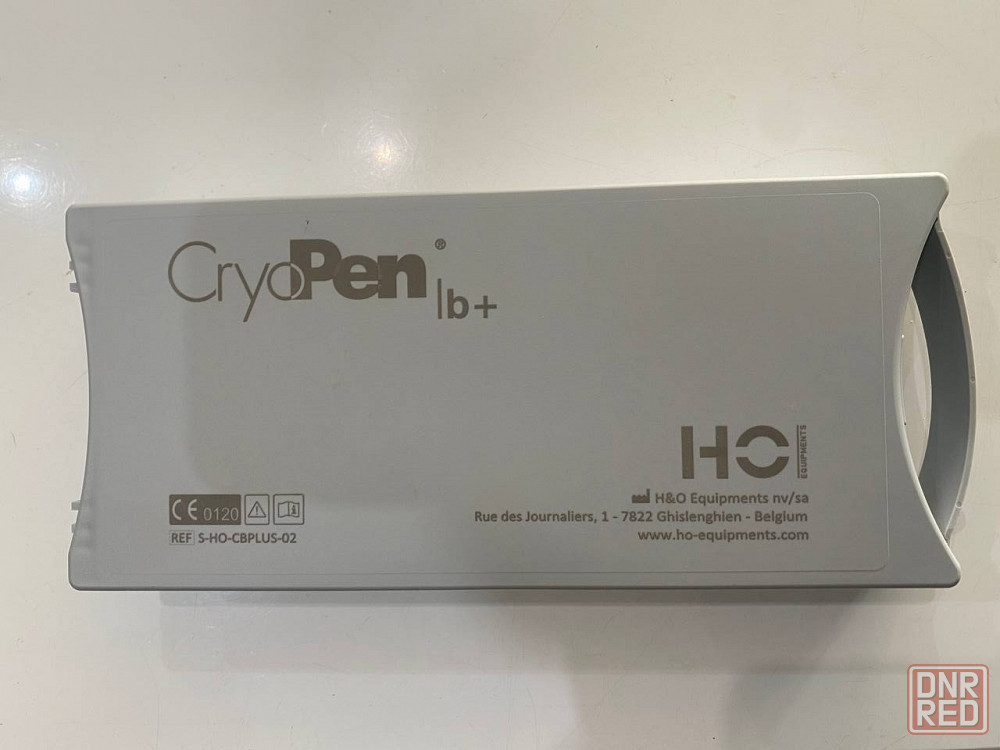 CryoPen® |b+
HO EQUIPMENTS
H&O Equipments nv/sa
Rue des Journaliers, 1 - 7822 Ghislenghien - Belgium
www.ho-equipments.com
CE 0120
REF S-HO-CBPLUS-02
DNR
RED